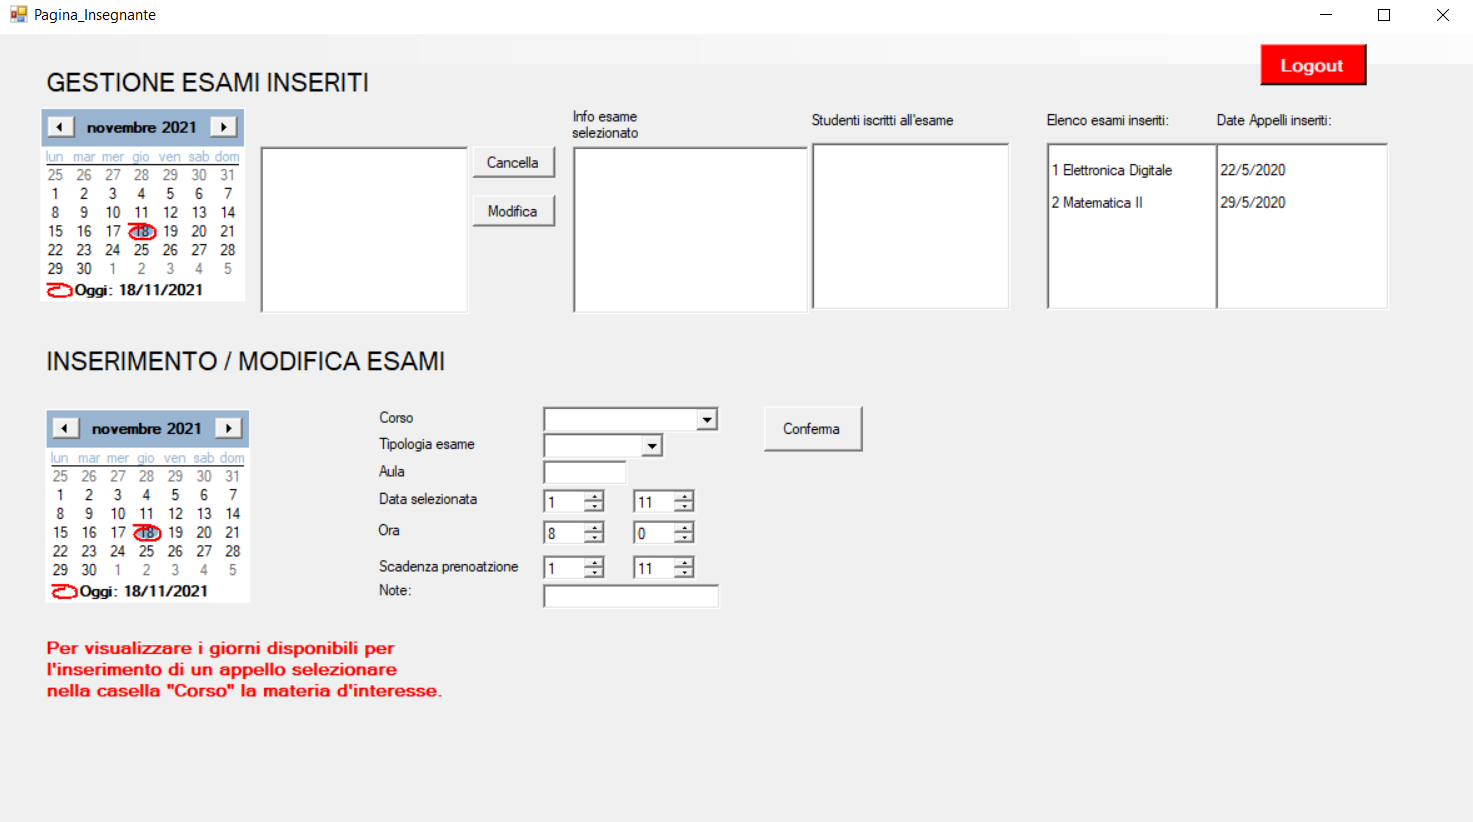 Pagina_Insegnante
Logout
GESTIONE ESAMI INSERITI
novembre 2021
lun mar mer gio ven sab dom
25 26 27 28 29 30 31
1 2 3 4 5 6 7
8 9 10 11 12 13 14
15 16 17 18 19 20 21
22 23 24 25 26 27 28
29 30 1 2 3 4 5
Oggi: 18/11/2021
Cancella
Modifica
Info esame
selezionato
Studenti iscritti all'esame
Elenco esami inseriti:
Date Appelli inseriti:
1 Elettronica Digitale
22/5/2020
2 Matematica II
29/5/2020
INSERIMENTO / MODIFICA ESAMI
novembre 2021
lun mar mer gio ven sab dom
25 26 27 28 29 30 31
1 2 3 4 5 6 7
8 9 10 11 12 13 14
15 16 17 18 19 20 21
22 23 24 25 26 27 28
29 30 1 2 3 4 5
Oggi: 18/11/2021
Corso
Tipologia esame
Aula
Data selezionata 1 11
Ora 8 0
Scadenza prenoatzione 1 11
Note:
Conferma
Per visualizzare i giorni disponibili per
l'inserimento di un appello selezionare
nella casella "Corso" la materia d'interesse.